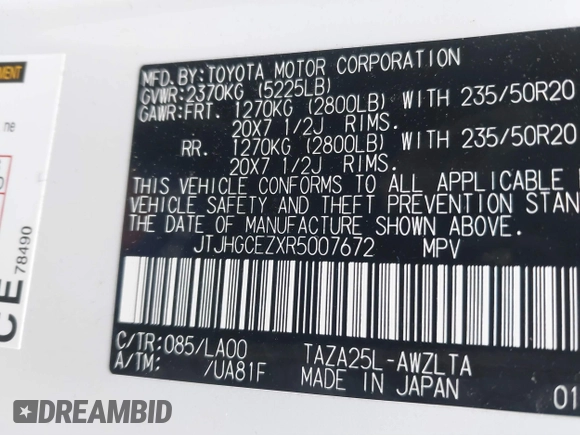 MFD. BY: TOYOTA MOTOR CORPORATION
GVWR: 2370KG (5225LB)
GAWR: FRT. 1270KG (2800LB) WITH 235/50R20
20X7 1/2J RIMS.
RR. 1270KG (2800LB) WITH 235/50R20
20X7 1/2J RIMS.
THIS VEHICLE CONFORMS TO ALL APPLICABLE
VEHICLE SAFETY AND THEFT PREVENTION STAN
THE DATE OF MANUFACTURE SHOWN ABOVE.
JTJHGCEZXR5007672 MPV
C/TR: 085/LA00 TAZA25L-AWZLTA
A/TM: /UA81F MADE IN JAPAN 01
ne
CE
78490
DREAMBID